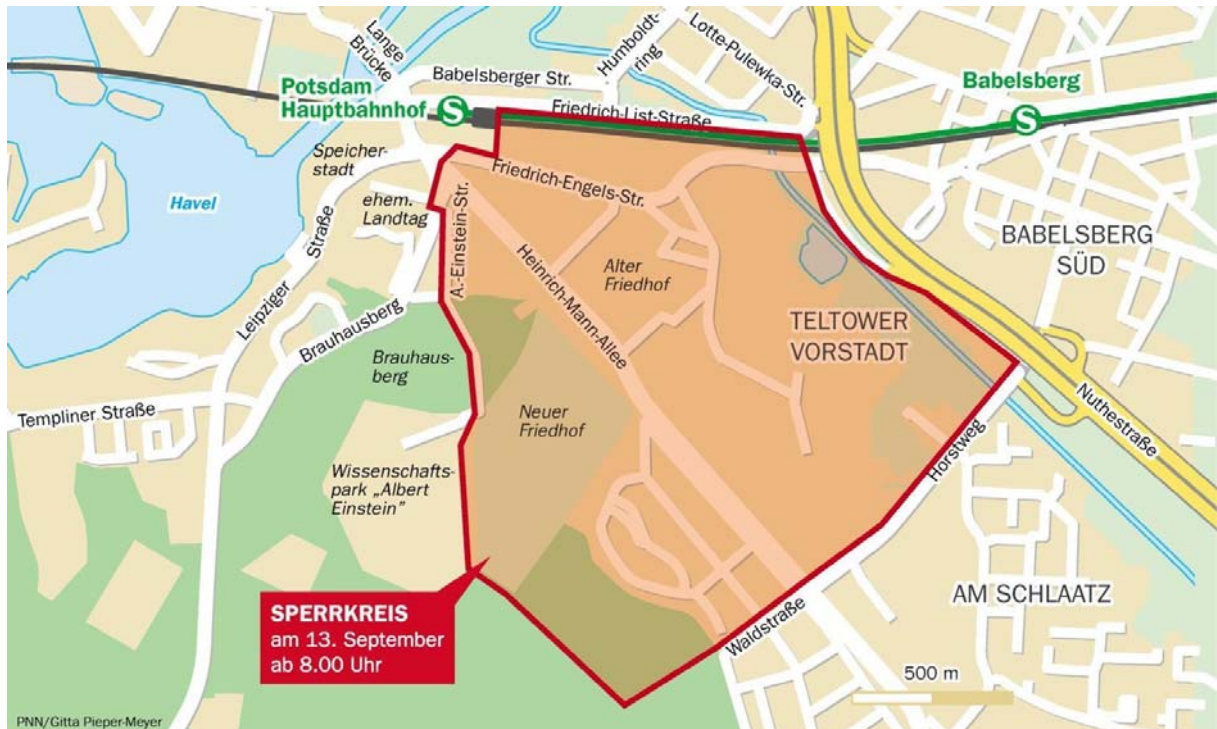 Lange
Brücke
Babelsberger Str.
Humboldt-
ring
Lotte-Pulewka-Str.
Potsdam
Hauptbahnhof
S
Friedrich-List-Straße
Babelsberg
S
Speicher-
stadt
Havel
ehem.
Landtag
Friedrich-Engels-Str.
A.-Einstein-Str.
Leipziger Straße
Heinrich-Mann-Allee
Alter
Friedhof
BABELSBERG
SÜD
TELTOWER
VORSTADT
Brauhausberg
Brauhaus-
berg
Templiner Straße
Neuer
Friedhof
Nuthestraße
Horstweg
Wissenschafts-
park „Albert
Einstein”
SPERRKREIS
am 13. September
ab 8.00 Uhr
Waldstraße
AM SCHLAATZ
500 m
PNN/Gitta Pieper-Meyer